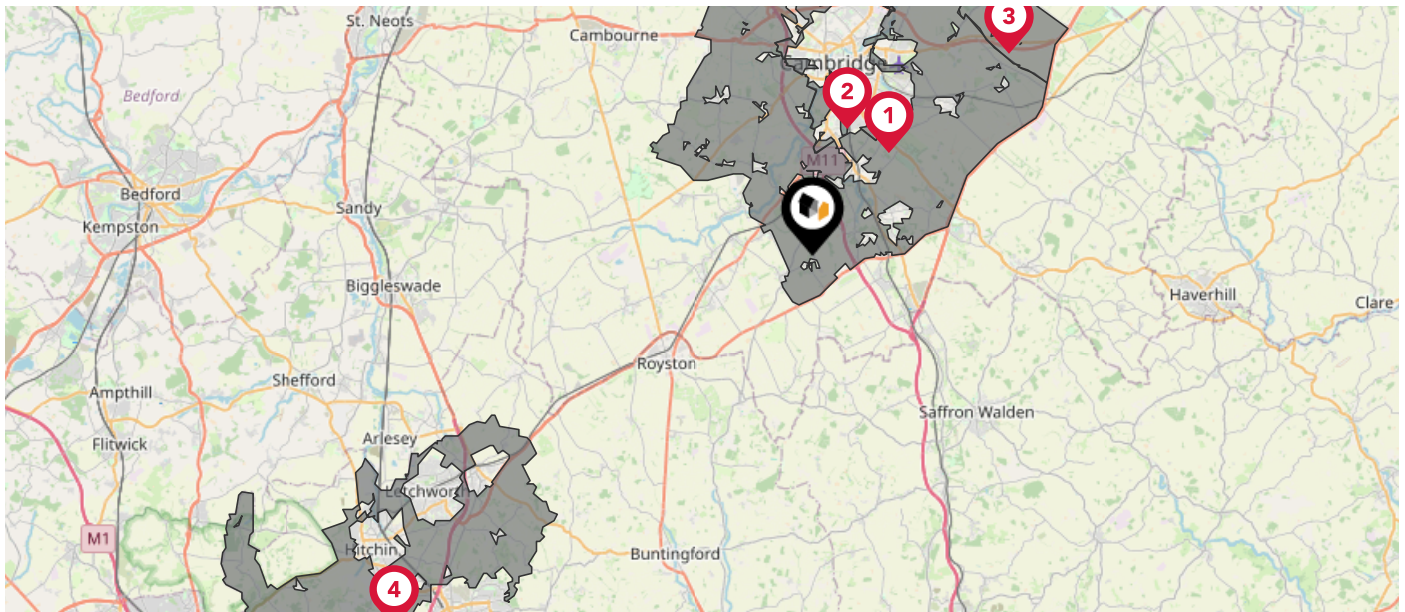 St. Neots
3
Cambourne
Cambridge
2
1
Bedford
M11
Bedford
Sandy
Kempston
Biggleswade
Haverhill
Clare
Royston
Shefford
Ampthill
Saffron Walden
Flitwick
Arlesey
Letchworth
M1
Hitchin
Buntingford
4